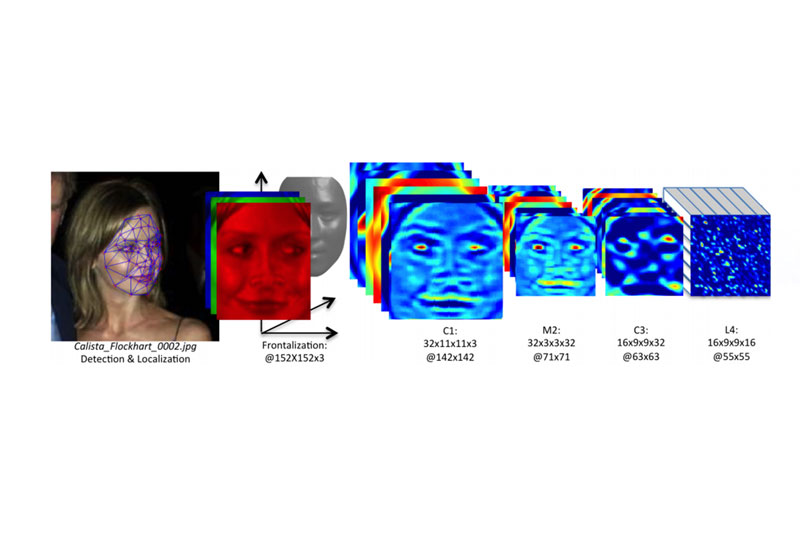 Calista_Flockhart_0002.jpg
Detection & Localization
Frontalization:
@152X152x3
C1:
32x11x11x3
@142x142
M2:
32x3x3x32
@71x71
C3:
16x9x9x32
@63x63
L4:
16x9x9x16
@55x55